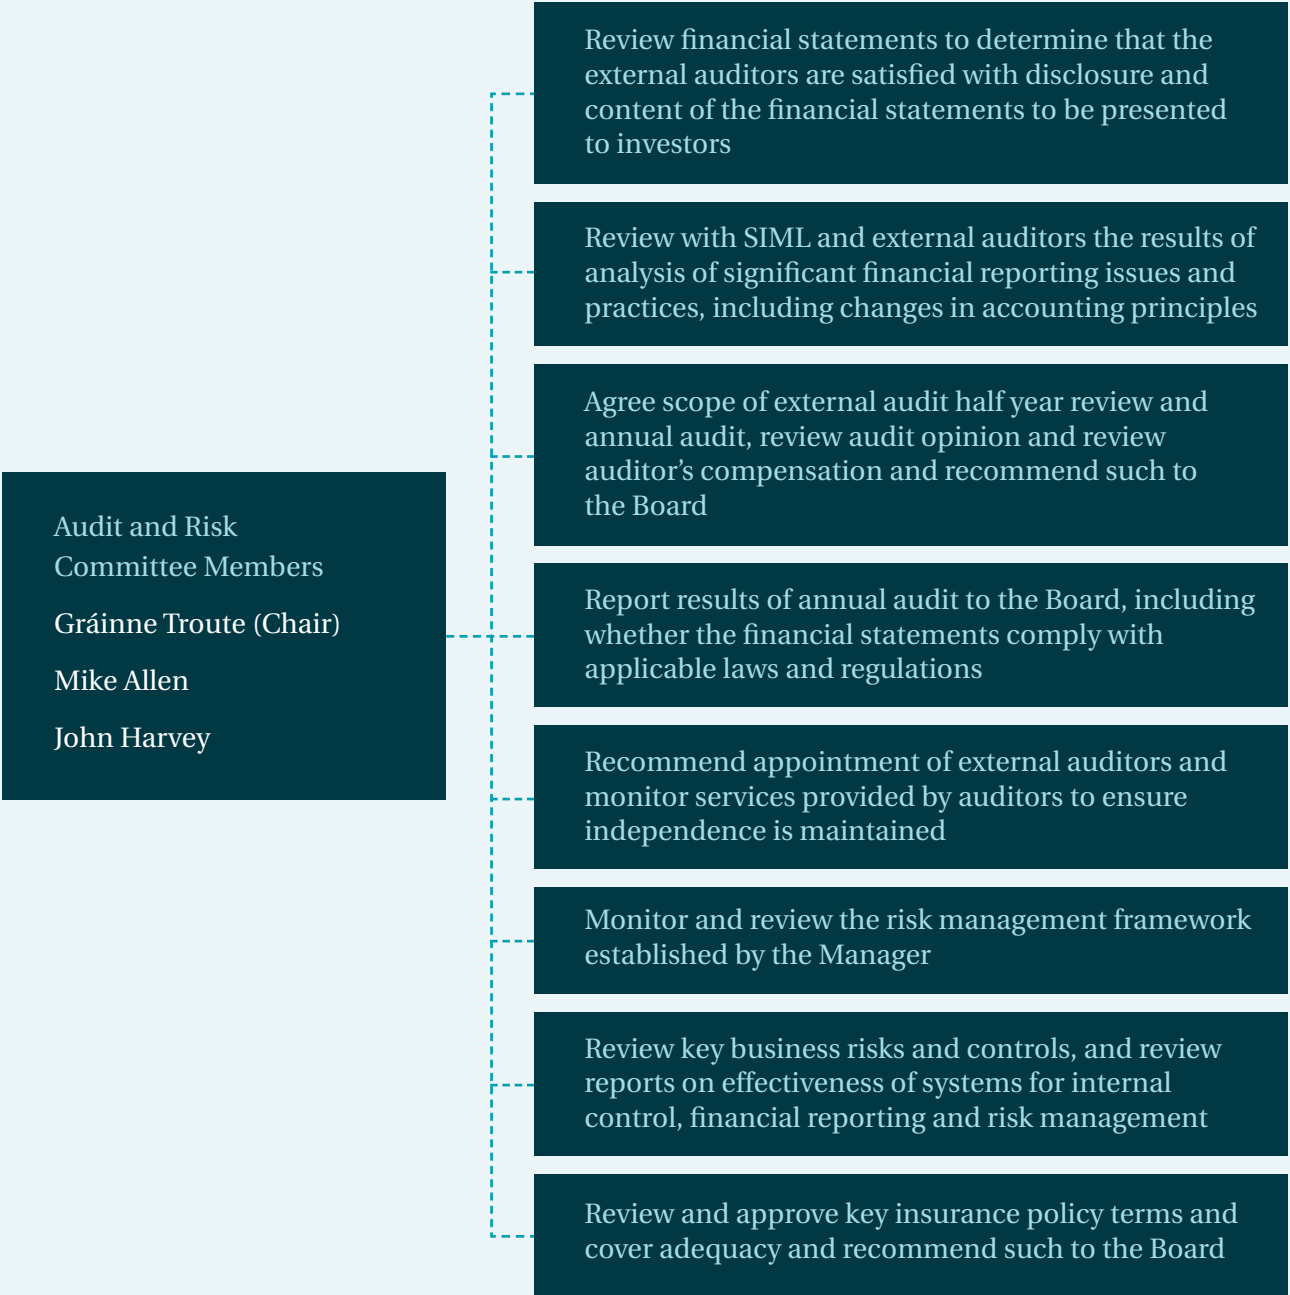 Audit and Risk
Committee Members
Gráinne Troute (Chair)
Mike Allen
John Harvey
Review financial statements to determine that the
external auditors are satisfied with disclosure and
content of the financial statements to be presented
to investors
Review with SIML and external auditors the results of
analysis of significant financial reporting issues and
practices, including changes in accounting principles
Agree scope of external audit half year review and
annual audit, review audit opinion and review
auditor’s compensation and recommend such to
the Board
Report results of annual audit to the Board, including
whether the financial statements comply with
applicable laws and regulations
Recommend appointment of external auditors and
monitor services provided by auditors to ensure
independence is maintained
Monitor and review the risk management framework
established by the Manager
Review key business risks and controls, and review
reports on effectiveness of systems for internal
control, financial reporting and risk management
Review and approve key insurance policy terms and
cover adequacy and recommend such to the Board